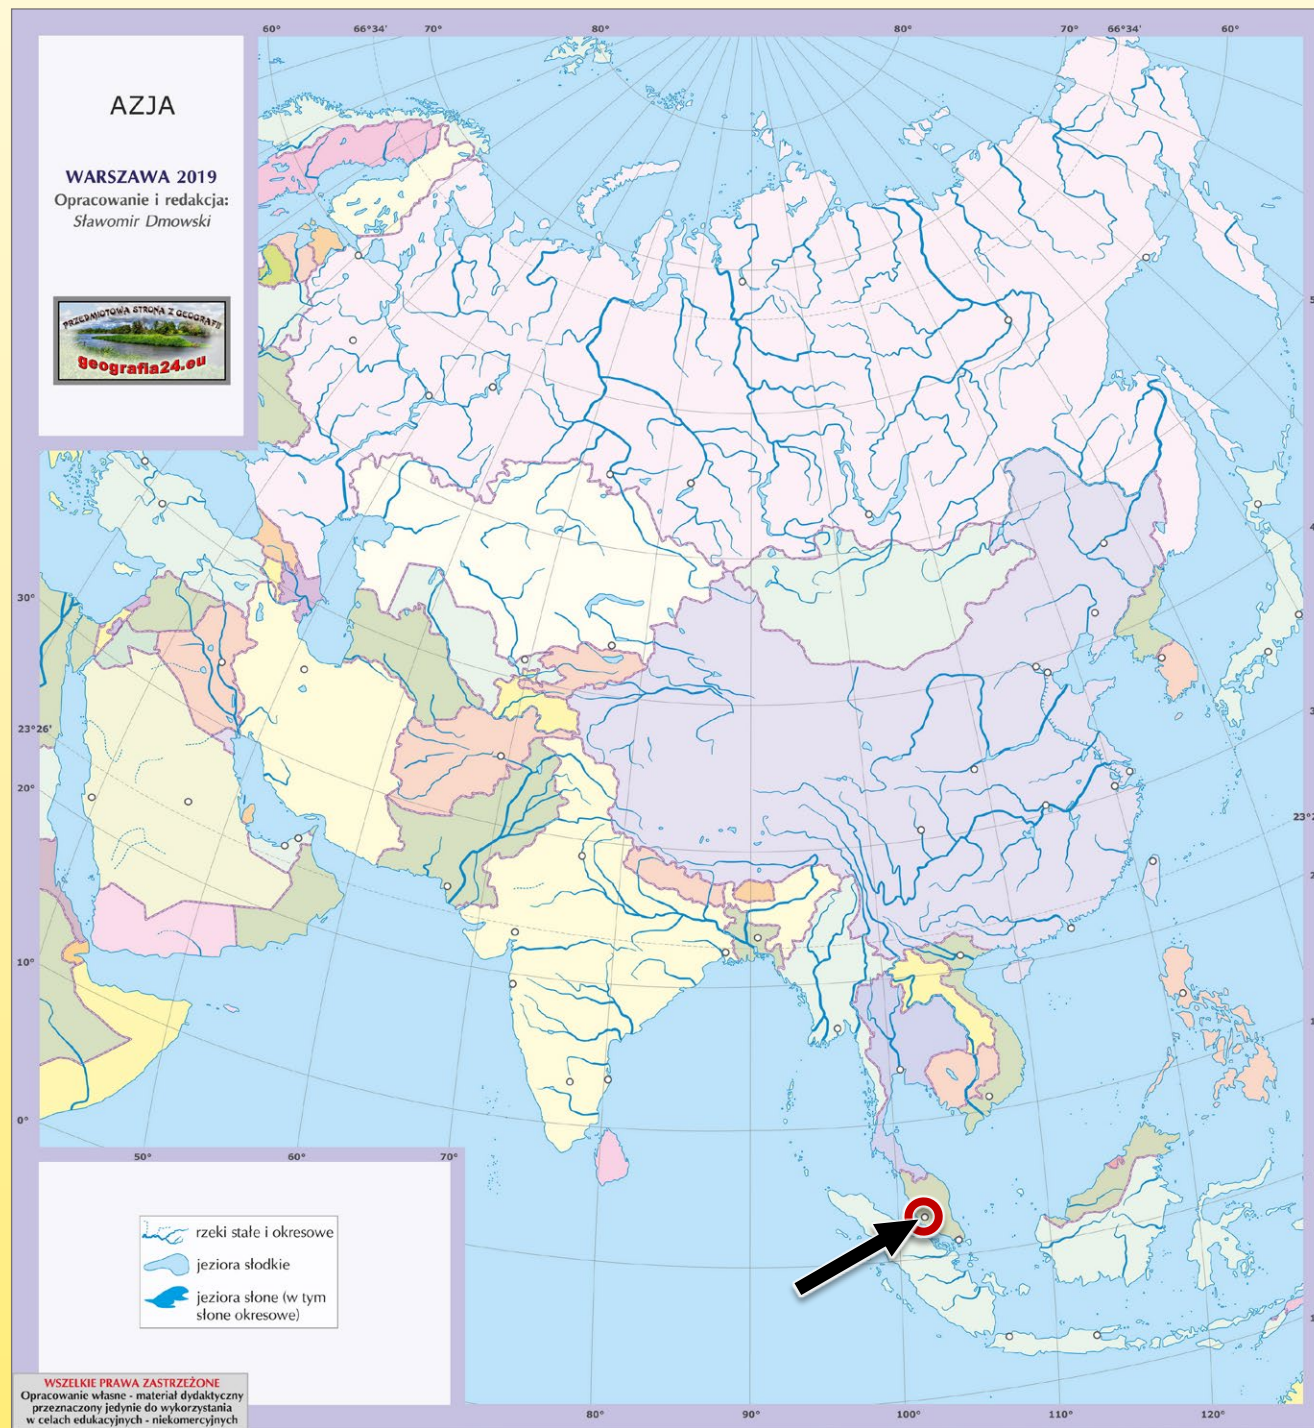 60° 66°34' 70° 80° 90° 80° 70° 66°34' 60°
AZJA
WARSZAWA 2019
Opracowanie i redakcja:
Sławomir Dmowski
PRZEDMIOTOWA STRONA Z GEOGRAFII
geografia24.eu
30°
23°26'
20°
10°
0°
50° 60° 70°
rzeki stałe i okresowe
jeziora słodkie
jeziora słone (w tym
słone okresowe)
WSZELKIE PRAWA ZASTRZEŻONE
Opracowanie własne - materiał dydaktyczny
przeznaczony jedynie do wykorzystania
w celach edukacyjnych - niekomercyjnych
80° 90° 100° 110° 120°